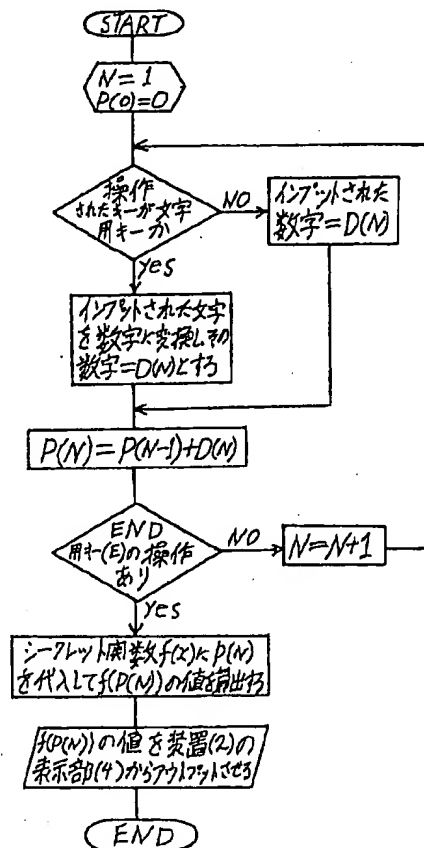 START
N=1
P(0)=0
操作
されたキーが文字
用キーか
NO
インプットされた
数字=D(N)
yes
インプットされた文字
を数字に変換しその
数字=D(N)とする
P(N)=P(N-1)+D(N)
END
用キー(E)の操作
あり
NO
N=N+1
yes
シークレット関数f(x)にP(N)
を代入してf(P(N))の値を算出する
f(P(N))の値を装置(2)の
表示部(4)からアウトプットさせる
END